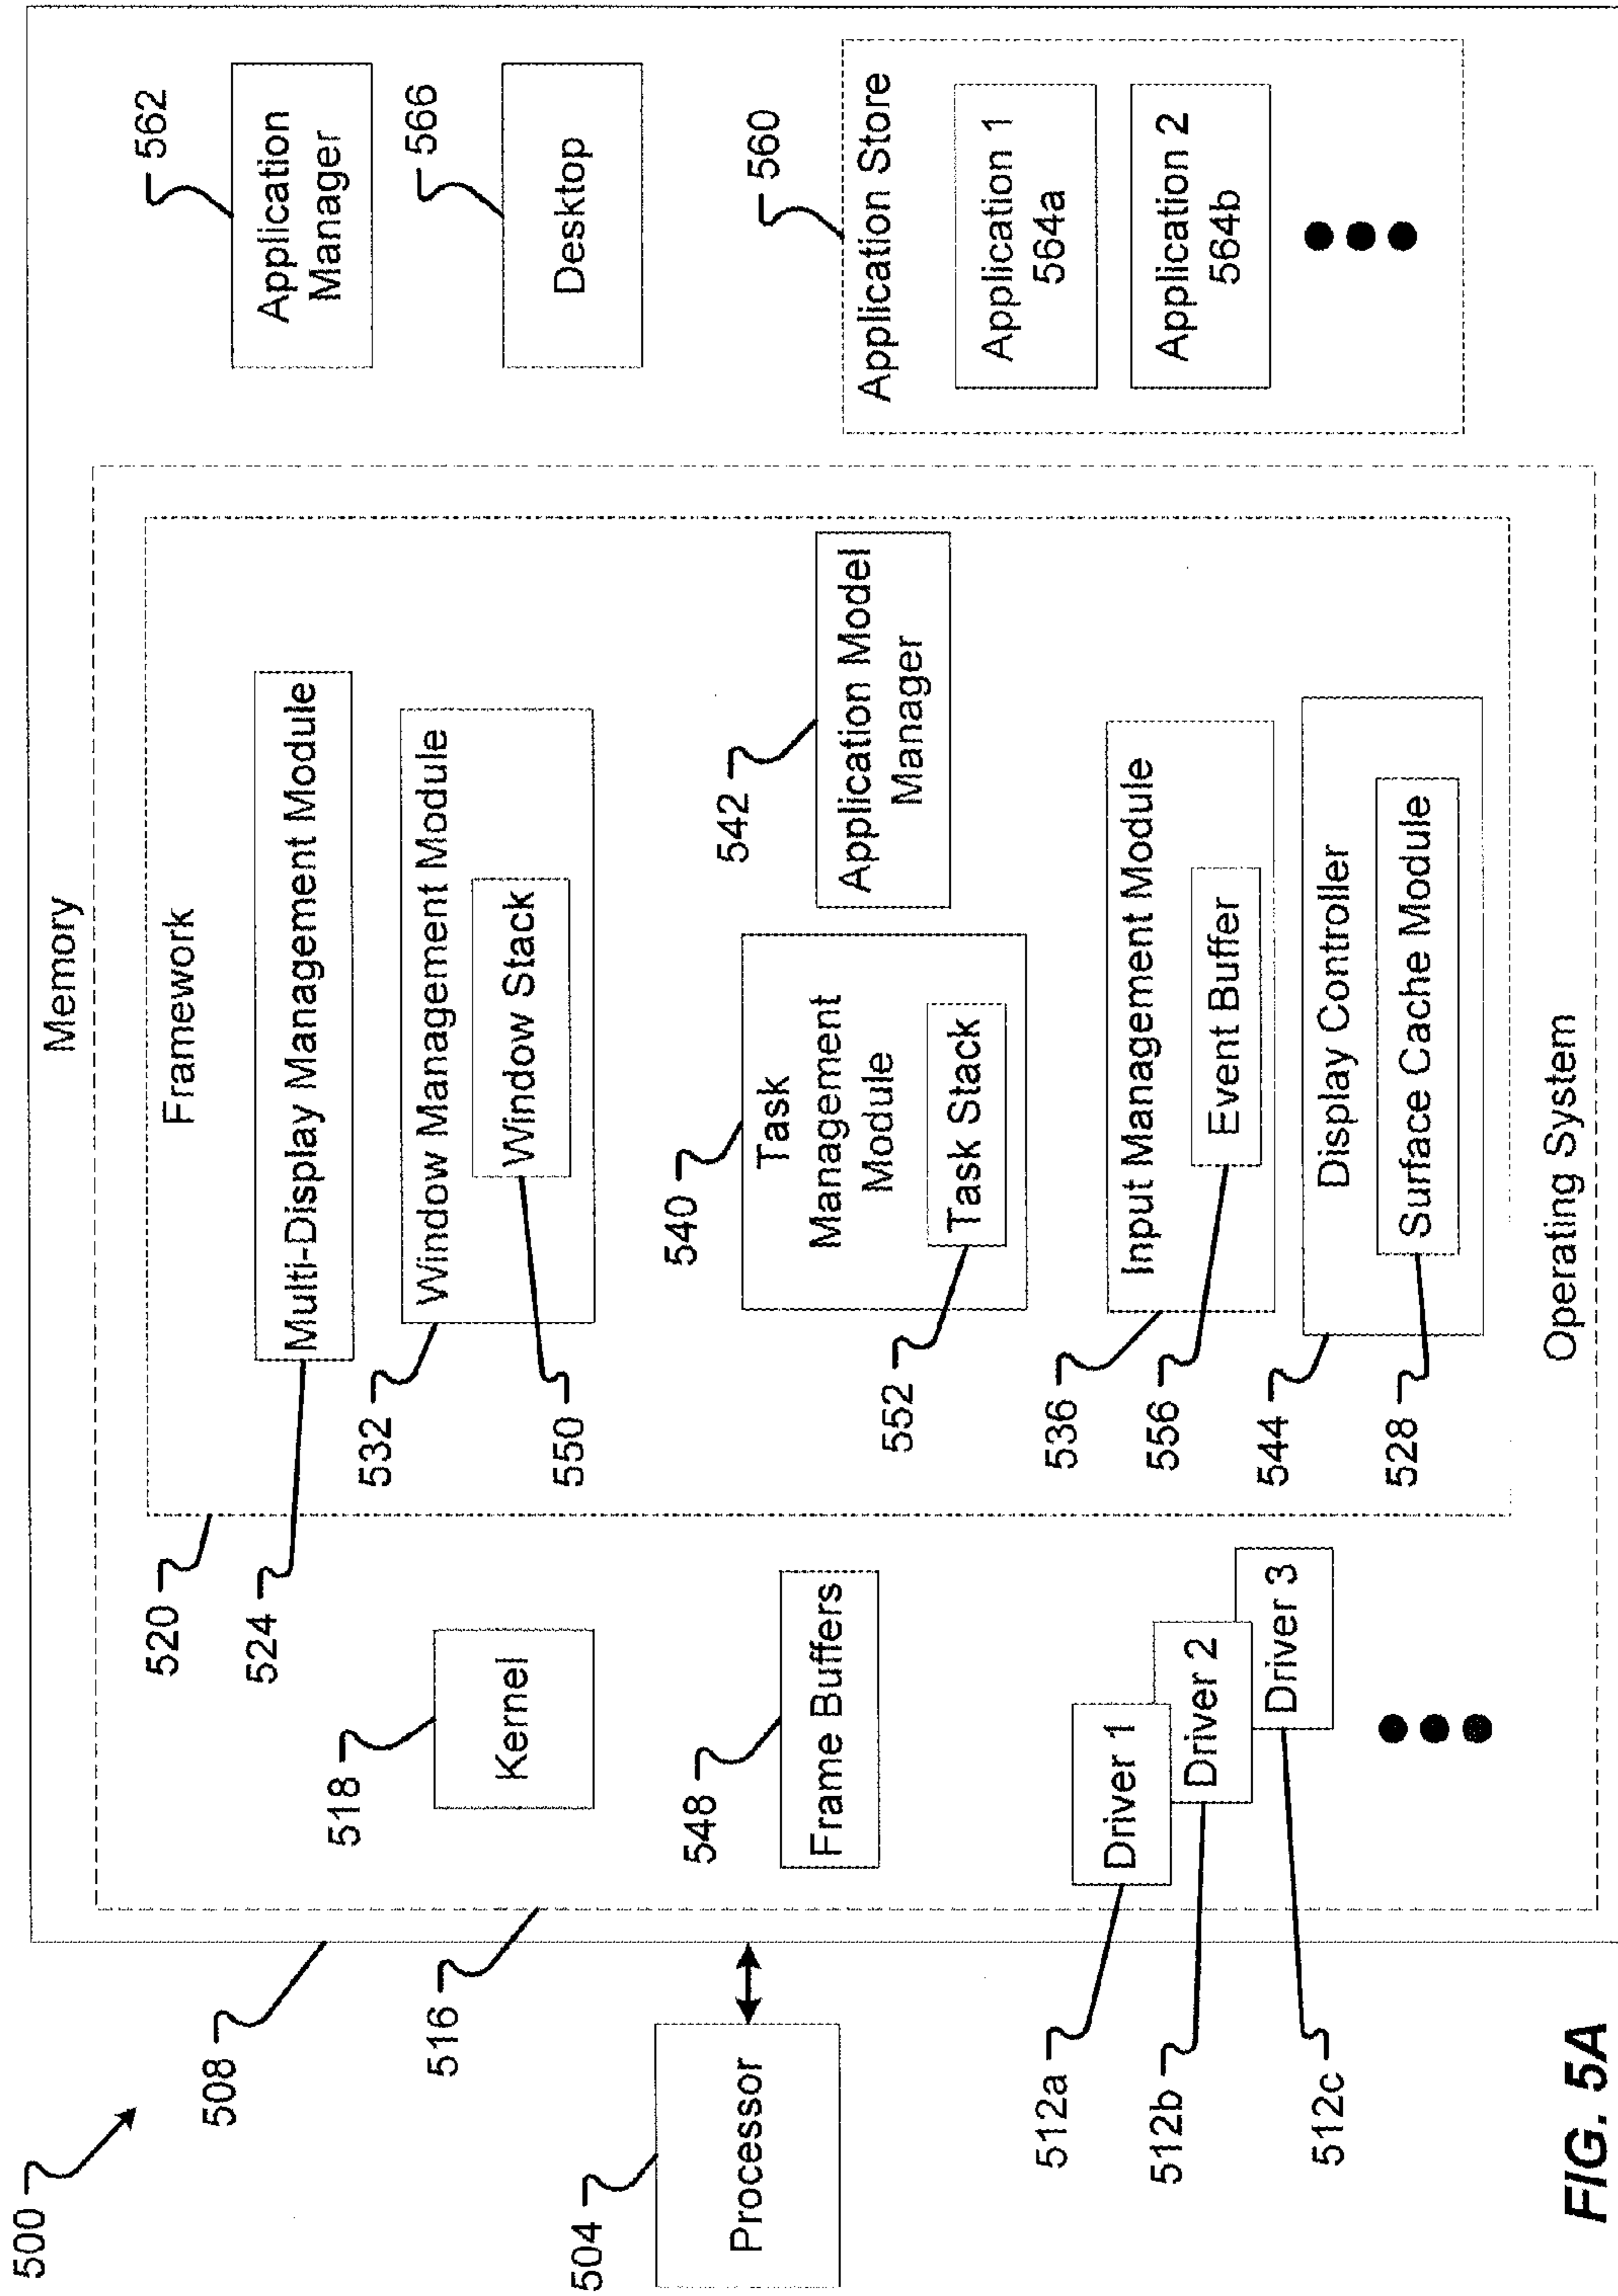 500
508
Memory
516
504
Processor
520
Framework
524
Multi-Display Management Module
532
Window Management Module
550
Window Stack
518
Kernel
548
Frame Buffers
540
Task
Management
Module
552
Task Stack
542
Application Model
Manager
536
Input Management Module
556
Event Buffer
544
Display Controller
528
Surface Cache Module
512a
Driver 1
512b
Driver 2
512c
Driver 3
Operating System
562
Application
Manager
566
Desktop
560
Application Store
Application 1
564a
Application 2
564b
FIG. 5A